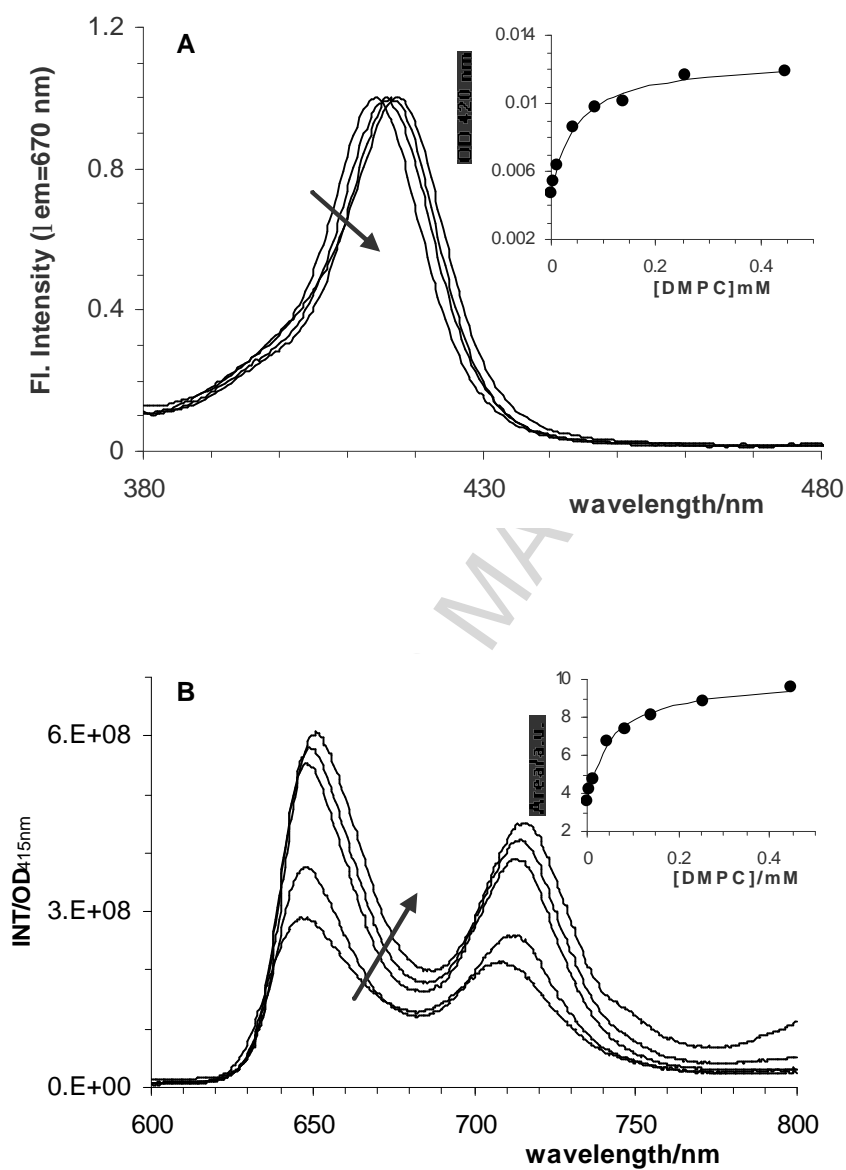 A
1.2
0.8
0.4
0
Fl. Intensity (l em=670 nm)
380
430
480
wavelength/nm
OD 420 nm
0.014
0.01
0.006
0.002
0
0.2
0.4
[DMPC]mM
MA
B
6.E+08
3.E+08
0.E+00
INT/OD415nm
600
650
700
750
800
wavelength/nm
Area/a.u.
10
8
6
4
2
0
0.2
0.4
[DMPC]/mM